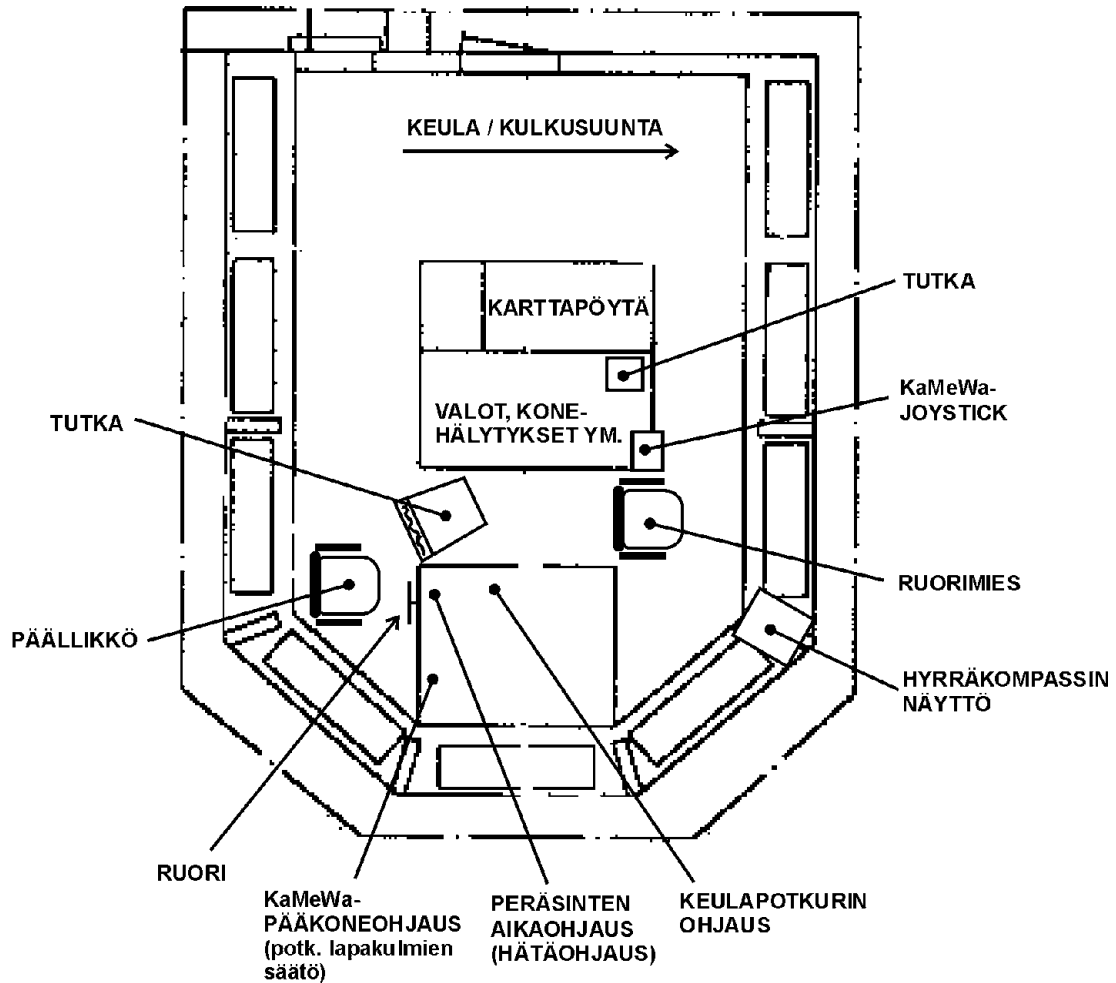 KEULA / KULKUSUUNTA
TUTKA
KARTTAPÖYTÄ
KaMeWa-
JOYSTICK
VALOT, KONE-
HÄLYTYKSET YM.
TUTKA
RUORIMIES
PÄÄLLIKKÖ
HYRRÄKOMPASSIN
NÄYTTÖ
RUORI
KaMeWa-
PÄÄKONEOHJAUS
(potk. lapakulmien
säätö)
PERÄSINTEN
AIKAOHJAUS
(HÄTÄOHJAUS)
KEULAPOTKURIN
OHJAUS